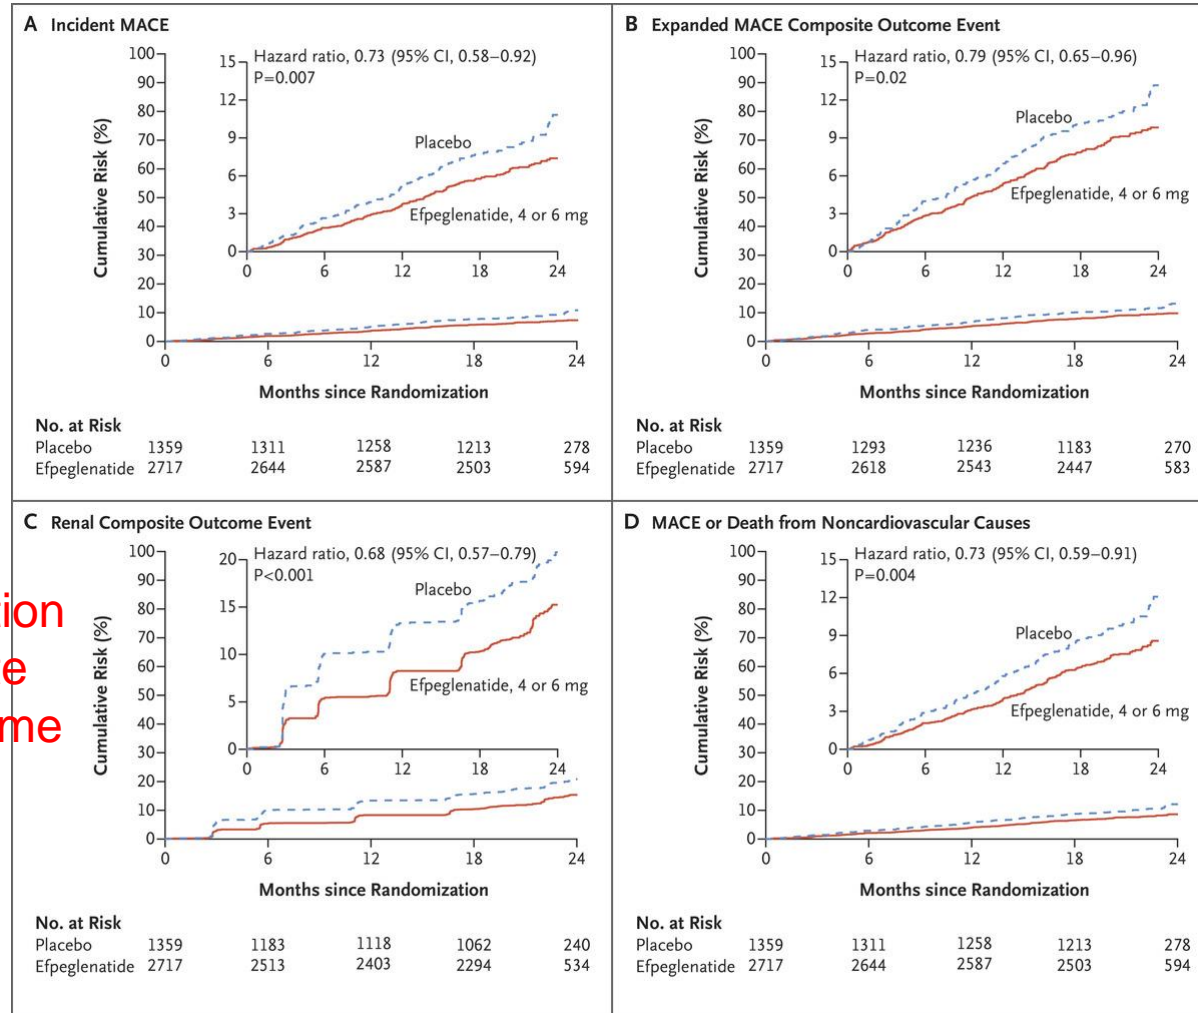 A Incident MACE
Hazard ratio, 0.73 (95% CI, 0.58–0.92)
P=0.007
Placebo
Efpeglenatide, 4 or 6 mg
15
12
9
6
3
0
0 6 12 18 24
100
90
80
70
60
50
40
30
20
10
0
0 6 12 18 24
Cumulative Risk (%)
Months since Randomization
No. at Risk
Placebo 1359 1311 1258 1213 278
Efpeglenatide 2717 2644 2587 2503 594
B Expanded MACE Composite Outcome Event
Hazard ratio, 0.79 (95% CI, 0.65–0.96)
P=0.02
Placebo
Efpeglenatide, 4 or 6 mg
15
12
9
6
3
0
0 6 12 18 24
100
90
80
70
60
50
40
30
20
10
0
0 6 12 18 24
Cumulative Risk (%)
Months since Randomization
No. at Risk
Placebo 1359 1293 1236 1183 270
Efpeglenatide 2717 2618 2543 2447 583
C Renal Composite Outcome Event
Hazard ratio, 0.68 (95% CI, 0.57–0.79)
P<0.001
Placebo
Efpeglenatide, 4 or 6 mg
20
15
10
5
0
0 6 12 18 24
100
90
80
70
60
50
40
30
20
10
0
0 6 12 18 24
Cumulative Risk (%)
Months since Randomization
No. at Risk
Placebo 1359 1183 1118 1062 240
Efpeglenatide 2717 2513 2403 2294 534
tion
e
me
D MACE or Death from Noncardiovascular Causes
Hazard ratio, 0.73 (95% CI, 0.59–0.91)
P=0.004
Placebo
Efpeglenatide, 4 or 6 mg
15
12
9
6
3
0
0 6 12 18 24
100
90
80
70
60
50
40
30
20
10
0
0 6 12 18 24
Cumulative Risk (%)
Months since Randomization
No. at Risk
Placebo 1359 1311 1258 1213 278
Efpeglenatide 2717 2644 2587 2503 594